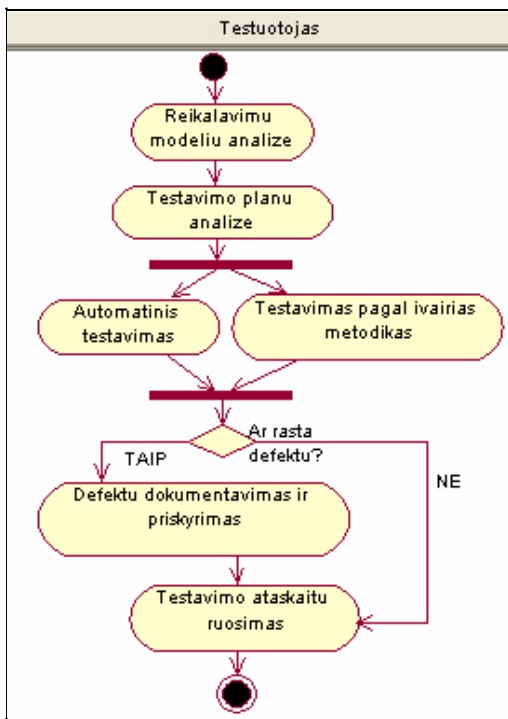 Testuotojas
Reikalavimu
modeliu analize
Testavimo planu
analize
Automatinis
testavimas
Testavimas pagal ivairias
metodikas
Ar rasta
defektu?
TAIP
NE
Defektu dokumentavimas ir
priskyrimas
Testavimo ataskaitu
ruosimas